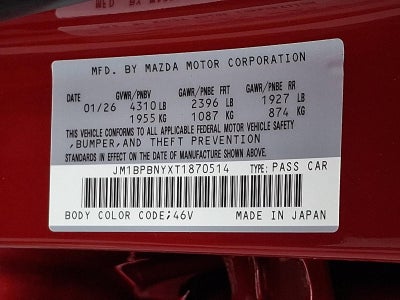 MFD. BY MAZDA MOTOR CORPORATION
GVWR/PNBV GAWR/PNBE FRT GAWR/PNBE RR
DATE 01/26 4310 LB 2396 LB 1927 LB
1955 KG 1087 KG 874 KG
THIS VEHICLE CONFORMS TO ALL APPLICABLE FEDERAL MOTOR VEHICLE SAFETY
,BUMPER,AND THEFT PREVENTION
STANDARDS IN EFFECT ON THE DATE OF MANUFACTURE SHOWN ABOVE.
JM1BPBNYXT1870514 TYPE: PASS CAR
BODY COLOR CODE;46V MADE IN JAPAN